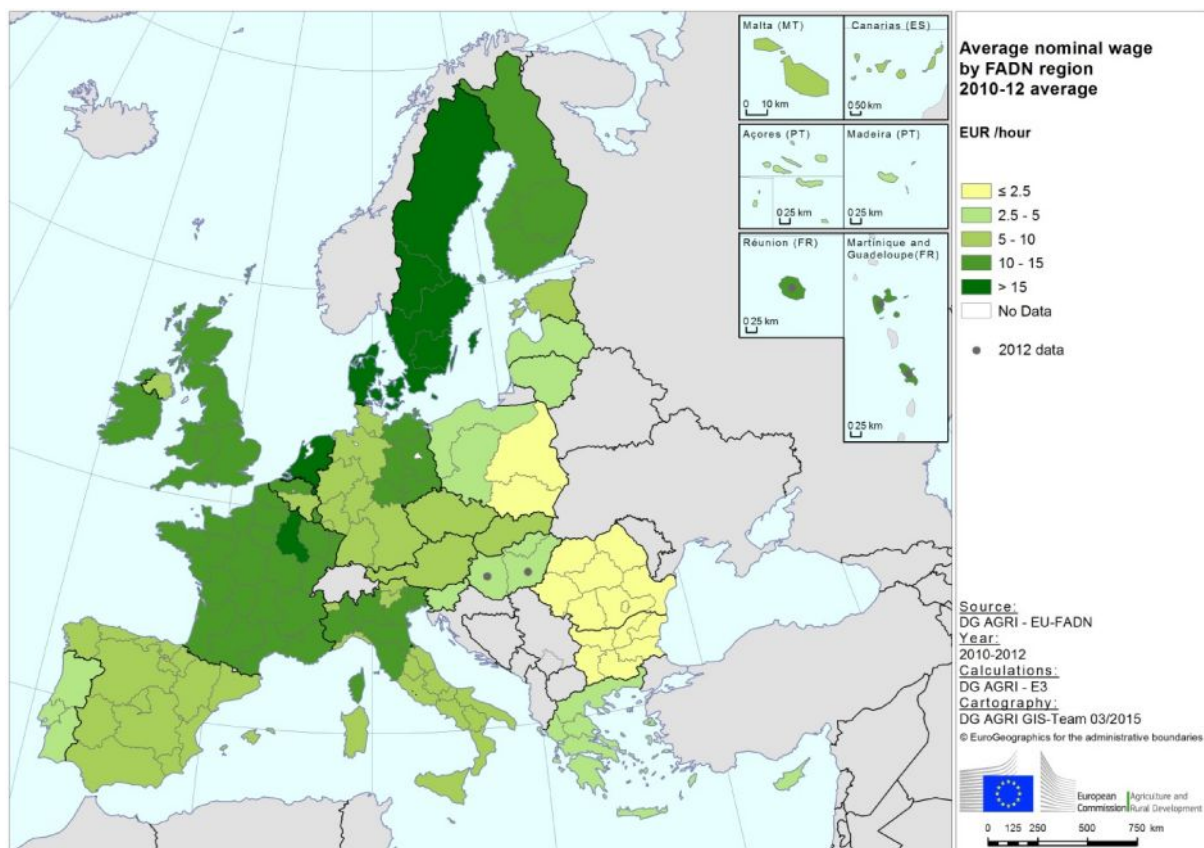 Malta (MT)
0 10 km
Canarias (ES)
0 50 km
Açores (PT)
0 25 km
Madeira (PT)
0 25 km
Réunion (FR)
0 25 km
Martinique and
Guadeloupe(FR)
0 25 km
Average nominal wage
by FADN region
2010-12 average
EUR /hour
≤ 2.5
2.5 - 5
5 - 10
10 - 15
> 15
No Data
2012 data
Source:
DG AGRI - EU-FADN
Year:
2010-2012
Calculations:
DG AGRI - E3
Cartography:
DG AGRI GIS-Team 03/2015
© EuroGeographics for the administrative boundaries
European
Commission
Agriculture and
Rural Development
0 125 250 500 750 km